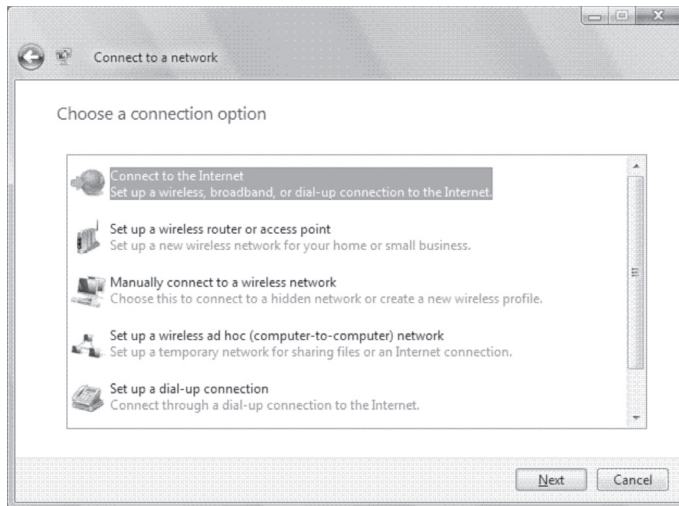 Connect to a network
Choose a connection option
Connect to the Internet
Set up a wireless, broadband, or dial-up connection to the Internet.
Set up a wireless router or access point
Set up a new wireless network for your home or small business.
Manually connect to a wireless network
Choose this to connect to a hidden network or create a new wireless profile.
Set up a wireless ad hoc (computer-to-computer) network
Set up a temporary network for sharing files or an Internet connection.
Set up a dial-up connection
Connect through a dial-up connection to the Internet.
Next
Cancel